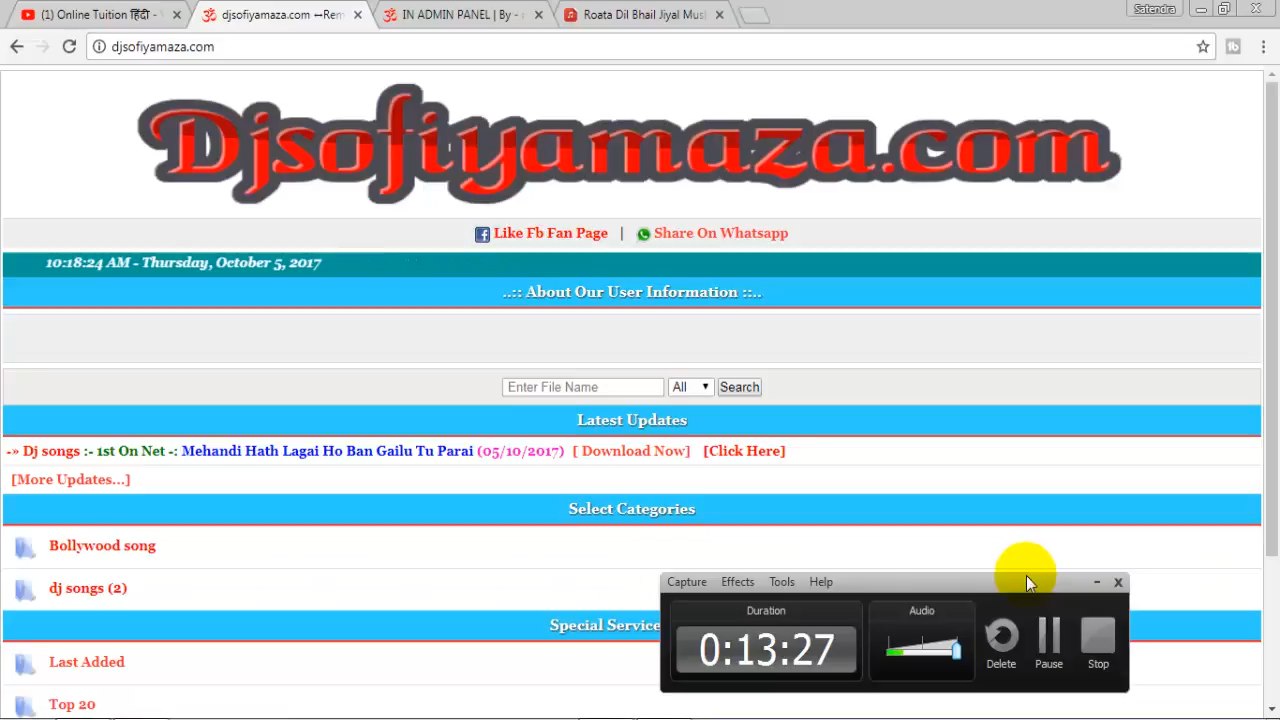 (1) Online Tuition हिंदी -
djsofiyamaza.com ↔Rem
IN ADMIN PANEL | By -
Roata Dil Bhail Jiyal Musi
Satendra
djsofiyamaza.com
Djsofiyamaza.com
Like Fb Fan Page | Share On Whatsapp
10:18:24 AM - Thursday, October 5, 2017
..:: About Our User Information ::..
Enter File Name All Search
Latest Updates
-» Dj songs :- 1st On Net -: Mehandi Hath Lagai Ho Ban Gailu Tu Parai (05/10/2017) [ Download Now] [Click Here]
[More Updates...]
Select Categories
Bollywood song
dj songs (2)
Special Service
Last Added
Top 20
Capture Effects Tools Help
Duration
Audio
0:13:27
Delete Pause Stop